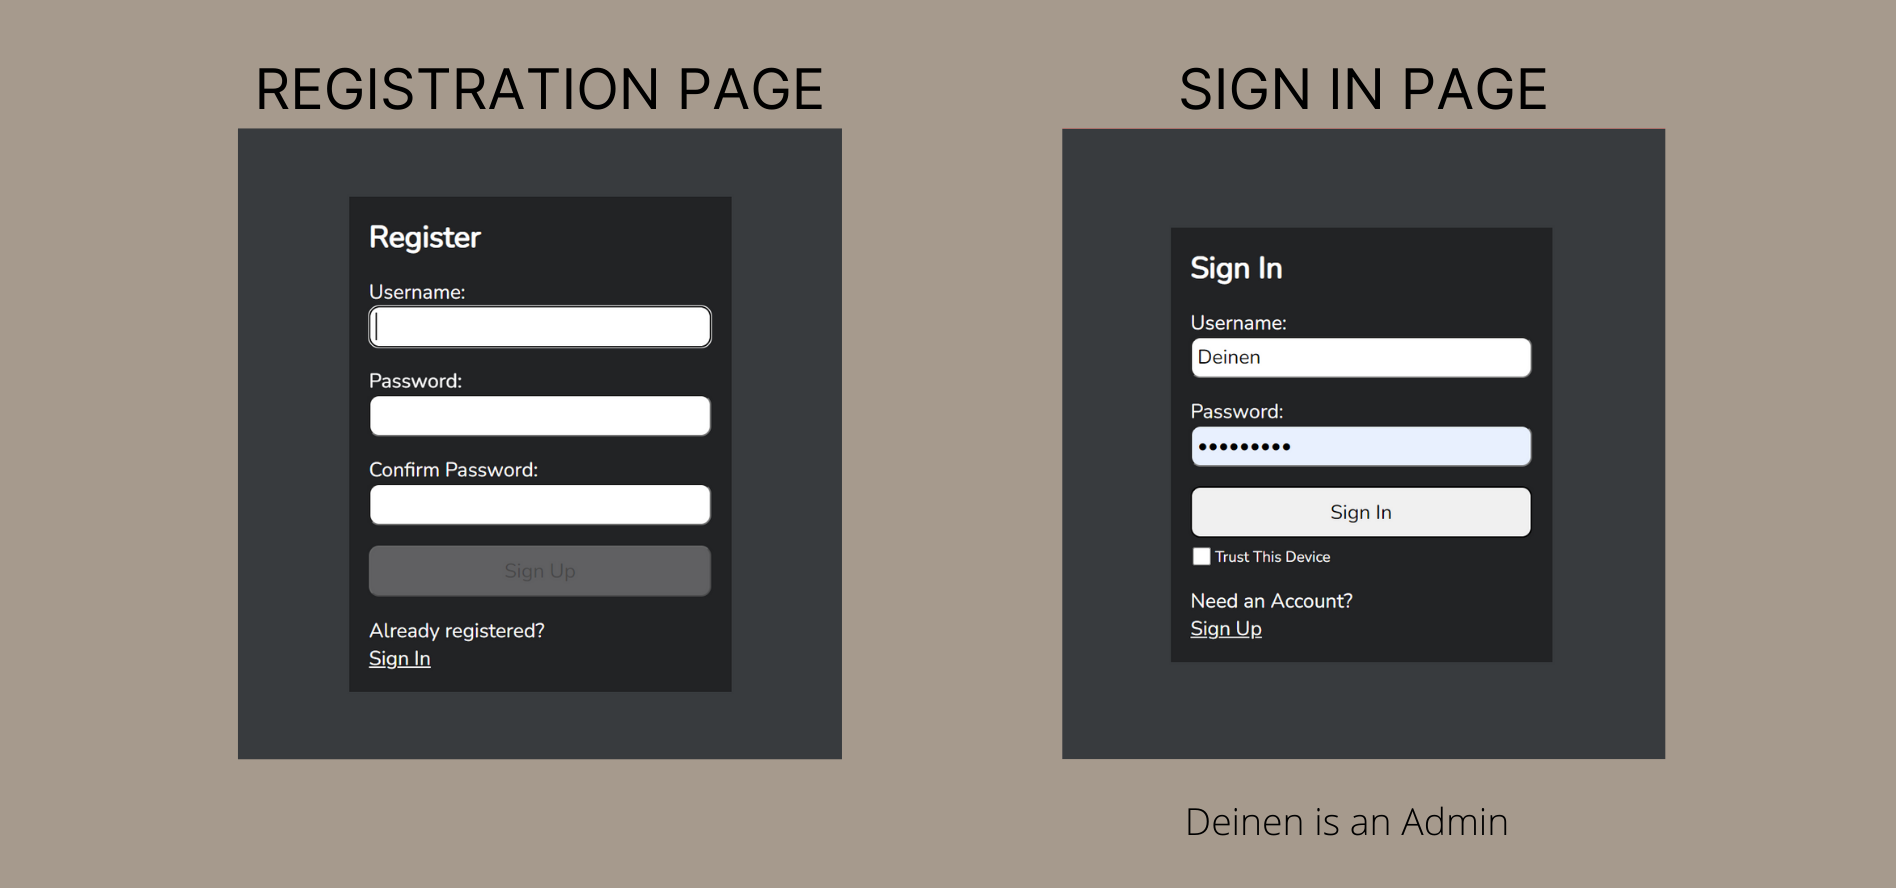 REGISTRATION PAGE
Register
Username:
Password:
Confirm Password:
Sign Up
Already registered?
Sign In
SIGN IN PAGE
Sign In
Username:
Deinen
Password:
•••••••••
Sign In
Trust This Device
Need an Account?
Sign Up
Deinen is an Admin